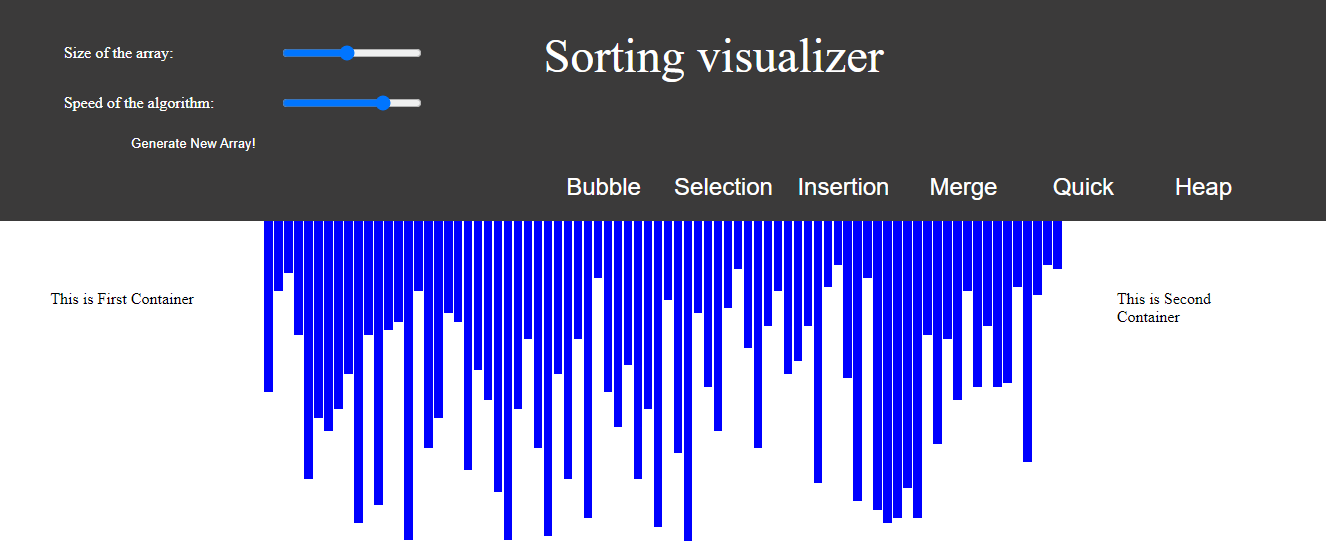 Size of the array:
Sorting visualizer
Speed of the algorithm:
Generate New Array!
Bubble Selection Insertion Merge Quick Heap
This is First Container
This is Second
Container